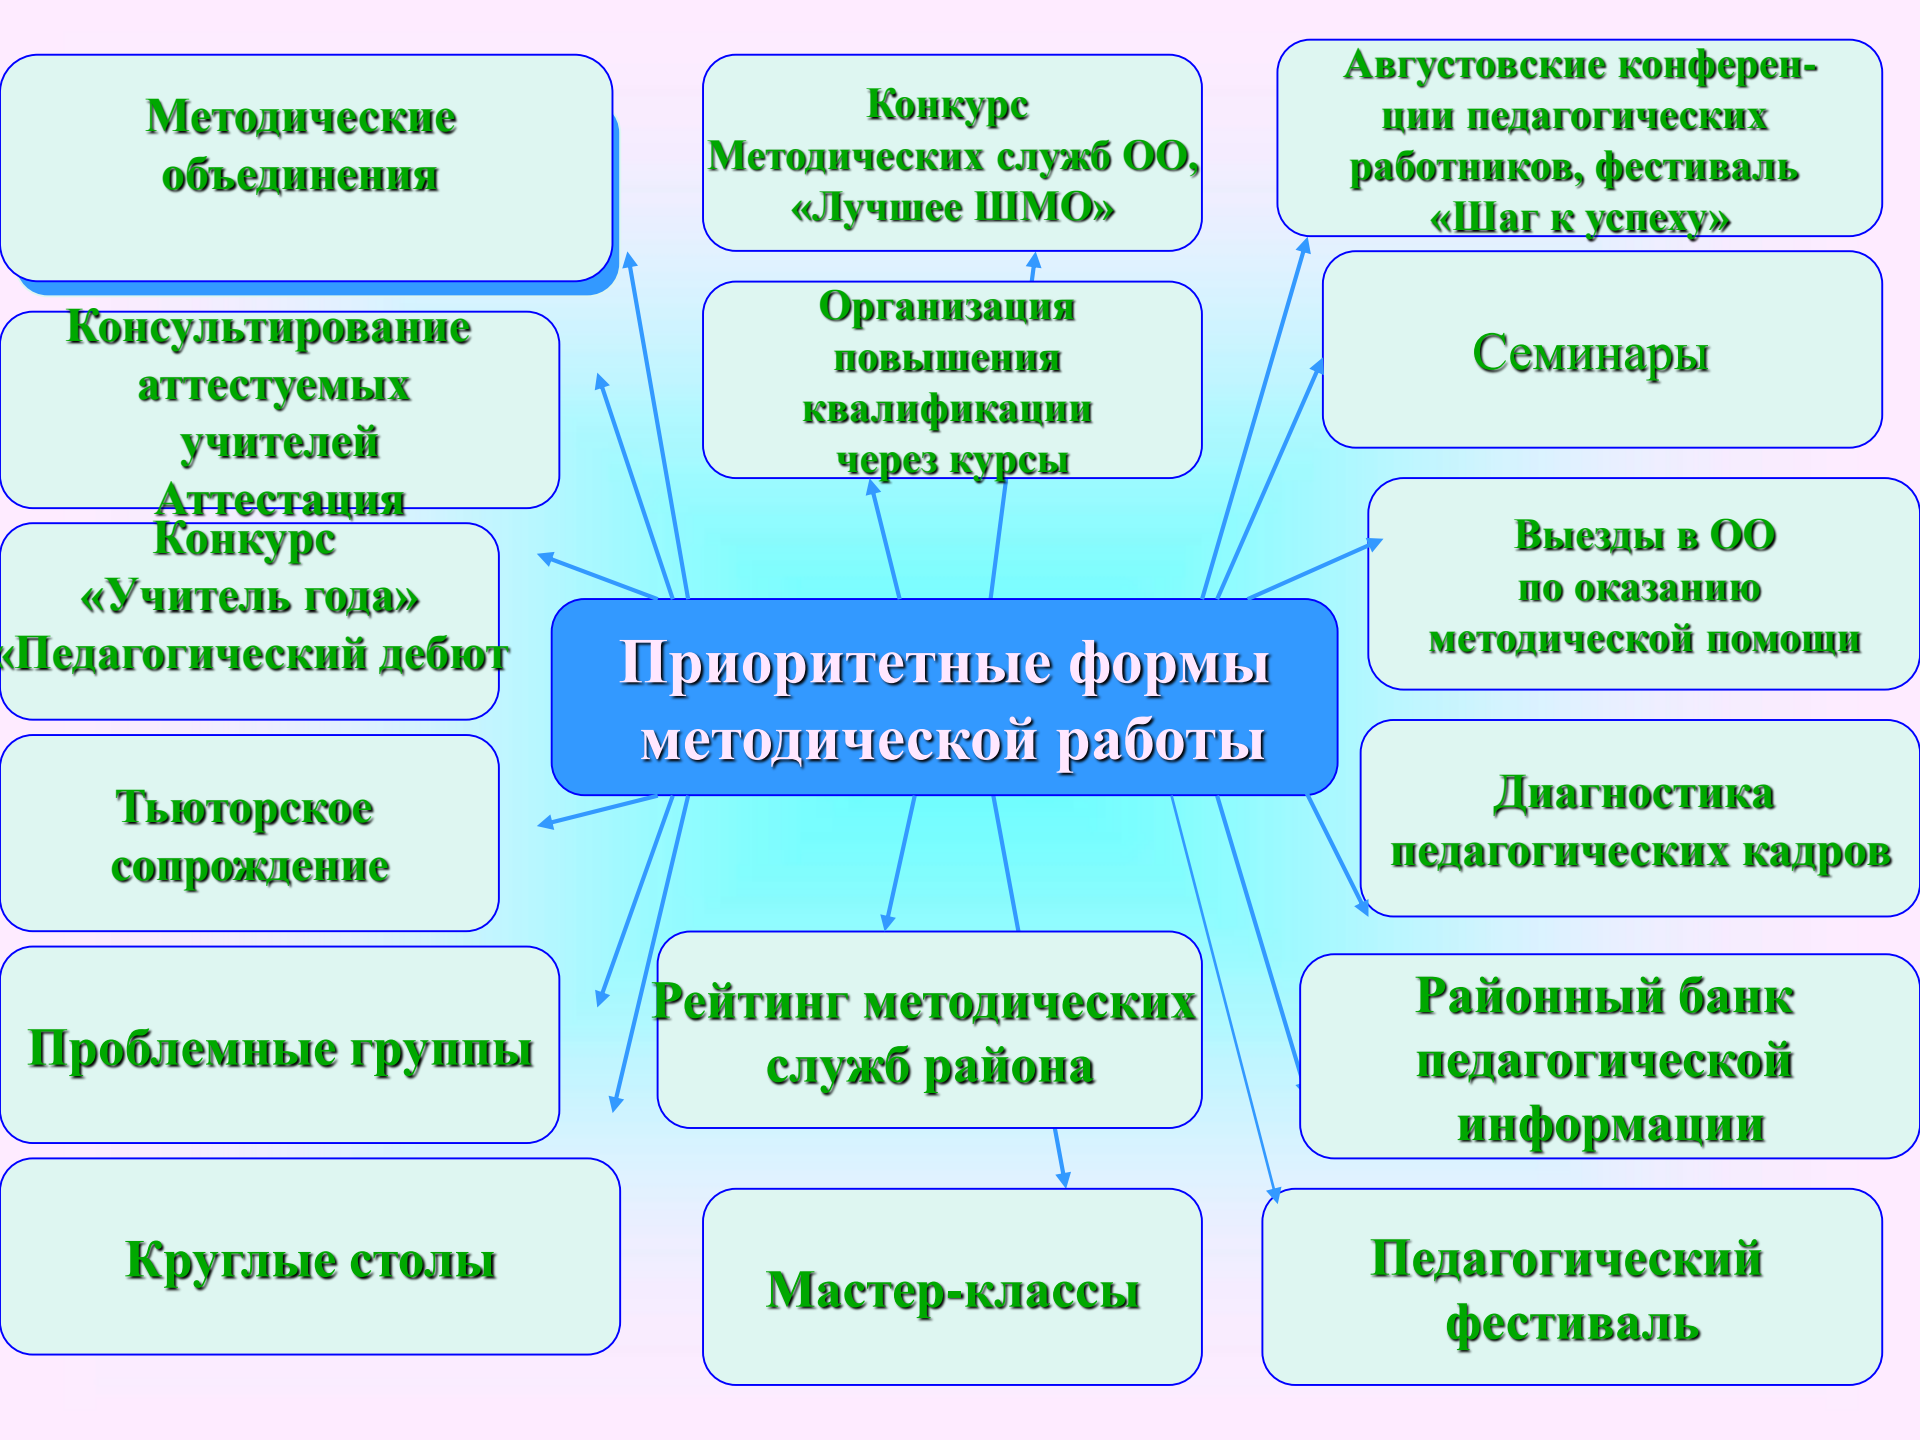 Методические
объединения
Конкурс
Методических служб ОО,
«Лучшее ШМО»
Августовские конферен-
ции педагогических
работников, фестиваль
«Шаг к успеху»
Консультирование
аттестуемых
учителей
Аттестация
Организация
повышения
квалификации
через курсы
Семинары
Конкурс
«Учитель года»
«Педагогический дебют
Выезды в ОО
по оказанию
методической помощи
Приоритетные формы
методической работы
Тьюторское
сопрождение
Диагностика
педагогических кадров
Проблемные группы
Рейтинг методических
служб района
Районный банк
педагогической
информации
Круглые столы
Мастер-классы
Педагогический
фестиваль